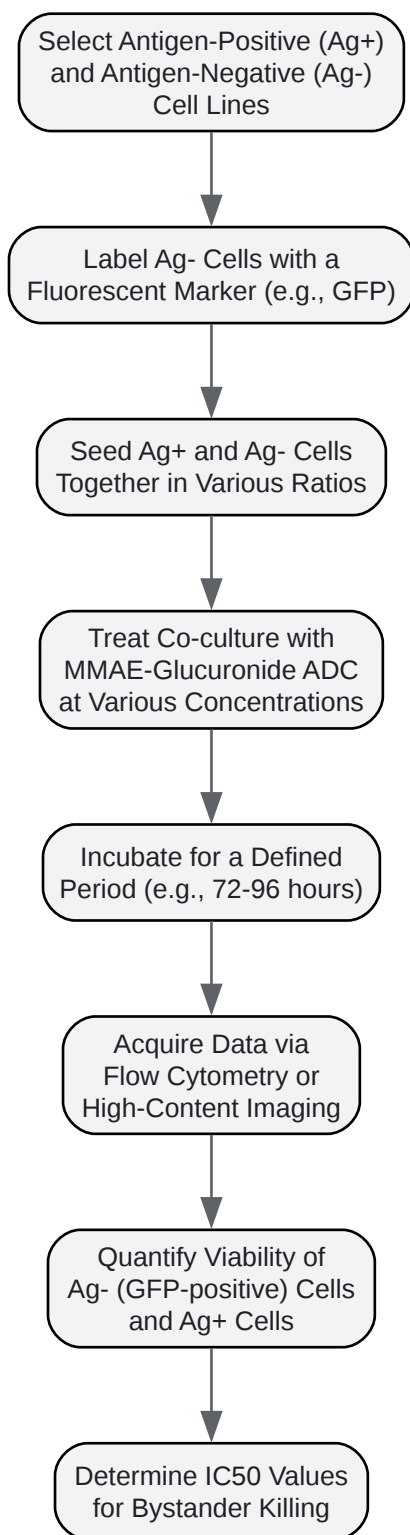 Select Antigen-Positive (Ag+)
and Antigen-Negative (Ag-)
Cell Lines
Label Ag- Cells with a
Fluorescent Marker (e.g., GFP)
Seed Ag+ and Ag- Cells
Together in Various Ratios
Treat Co-culture with
MMAE-Glucuronide ADC
at Various Concentrations
Incubate for a Defined
Period (e.g., 72-96 hours)
Acquire Data via
Flow Cytometry or
High-Content Imaging
Quantify Viability of
Ag- (GFP-positive) Cells
and Ag+ Cells
Determine IC50 Values
for Bystander Killing